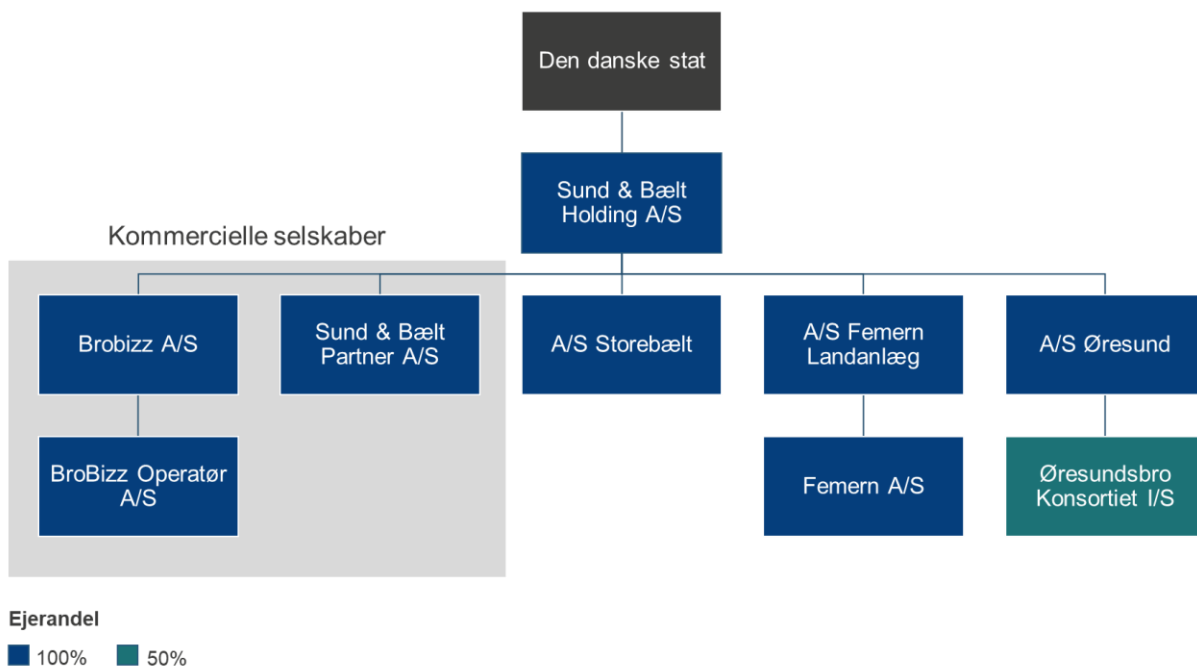 Den danske stat
Sund & Bælt
Holding A/S
Kommercielle selskaber
Brobizz A/S
Sund & Bælt
Partner A/S
A/S Storebælt
A/S Femern
Landanlæg
A/S Øresund
BroBizz Operatør
A/S
Femern A/S
Øresundsbro
Konsortiet I/S
Ejerandel
100%
50%